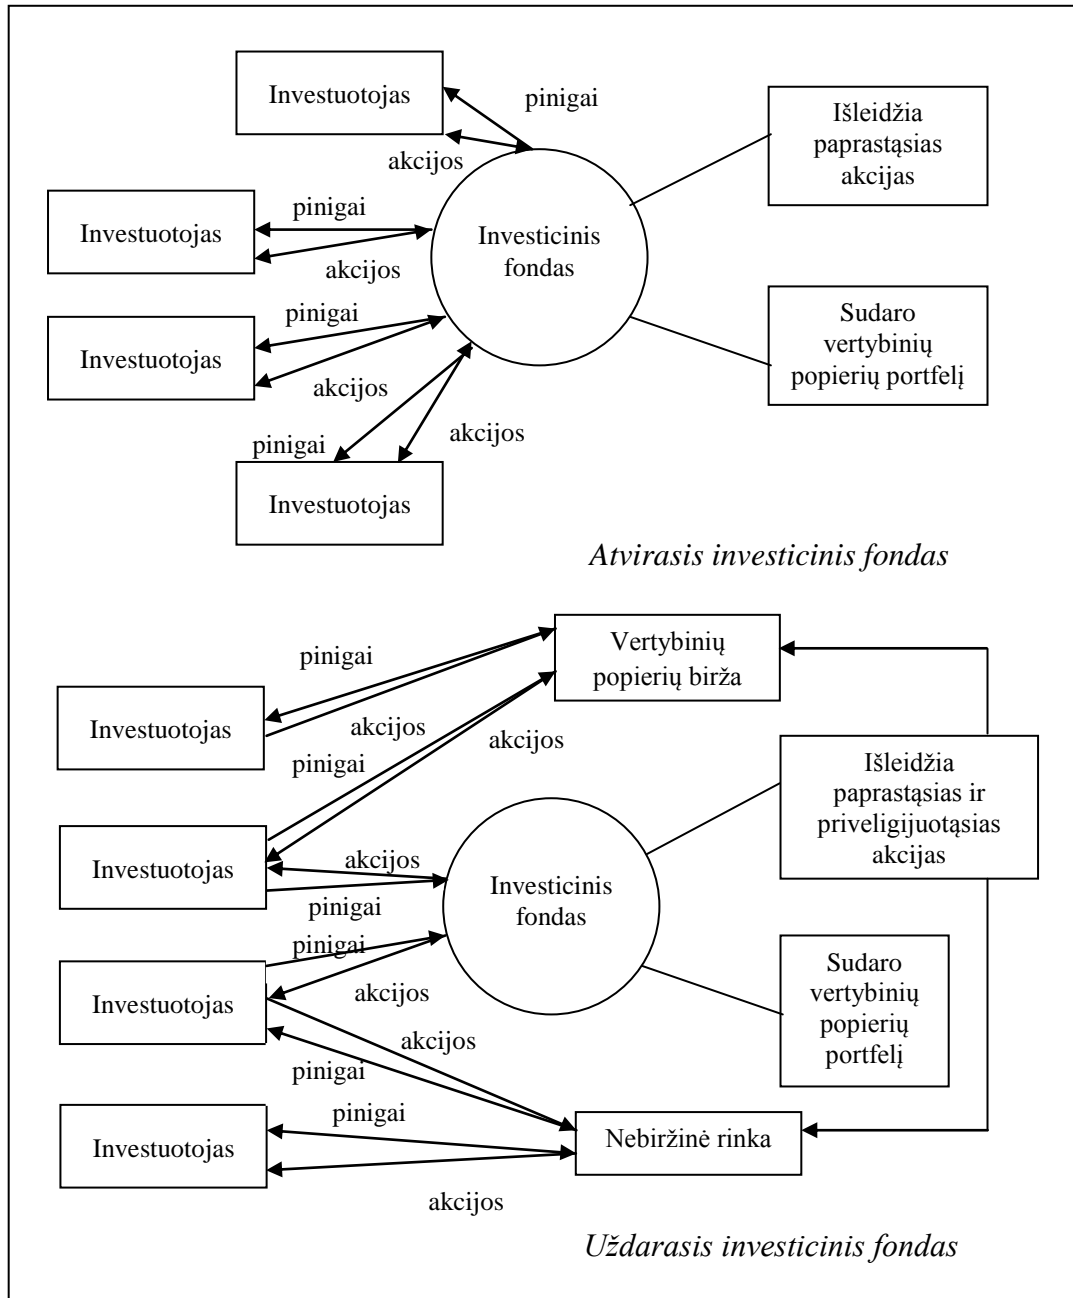 Investuotojas
pinigai
akcijos
Išleidžia
paprastąsias
akcijas
Investuotojas
pinigai
akcijos
Investicinis
fondas
Investuotojas
pinigai
akcijos
Sudaro
vertybinių
popierių portfelį
pinigai
akcijos
Investuotojas
Atvirasis investicinis fondas
Vertybinių
popierių birža
pinigai
Investuotojas
akcijos
akcijos
pinigai
Išleidžia
paprastąsias ir
priveligijuotąsias
akcijas
Investuotojas
akcijos
pinigai
Investicinis
fondas
pinigai
Investuotojas
akcijos
akcijos
pinigai
Sudaro
vertybinių
popierių
portfelį
pinigai
Investuotojas
akcijos
Nebiržinė rinka
Uždarasis investicinis fondas